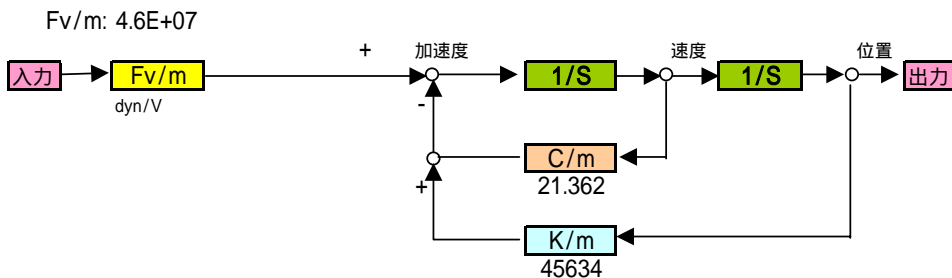 Fv/m: 4.6E+07
+ 加速度 速度 位置
入力 Fv/m 1/S 1/S 出力
dyn/V
-
C/m
+ 21.362
K/m
45634